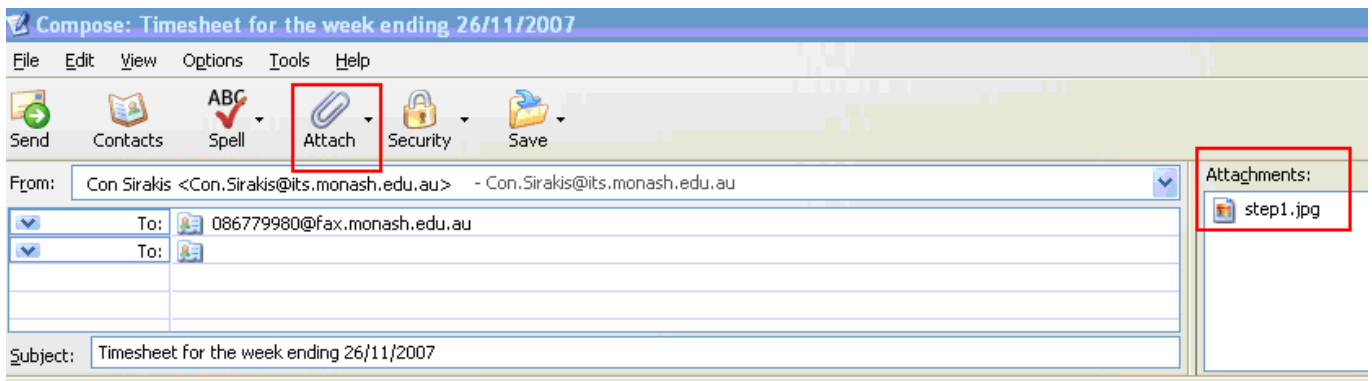 Compose: Timesheet for the week ending 26/11/2007
File Edit View Options Tools Help
ABC
Send Contacts Spell Attach Security Save
From: Con Sirakis <Con.Sirakis@its.monash.edu.au> - Con.Sirakis@its.monash.edu.au
To: 086779980@fax.monash.edu.au
To:
Subject: Timesheet for the week ending 26/11/2007
Attachments:
step1.jpg